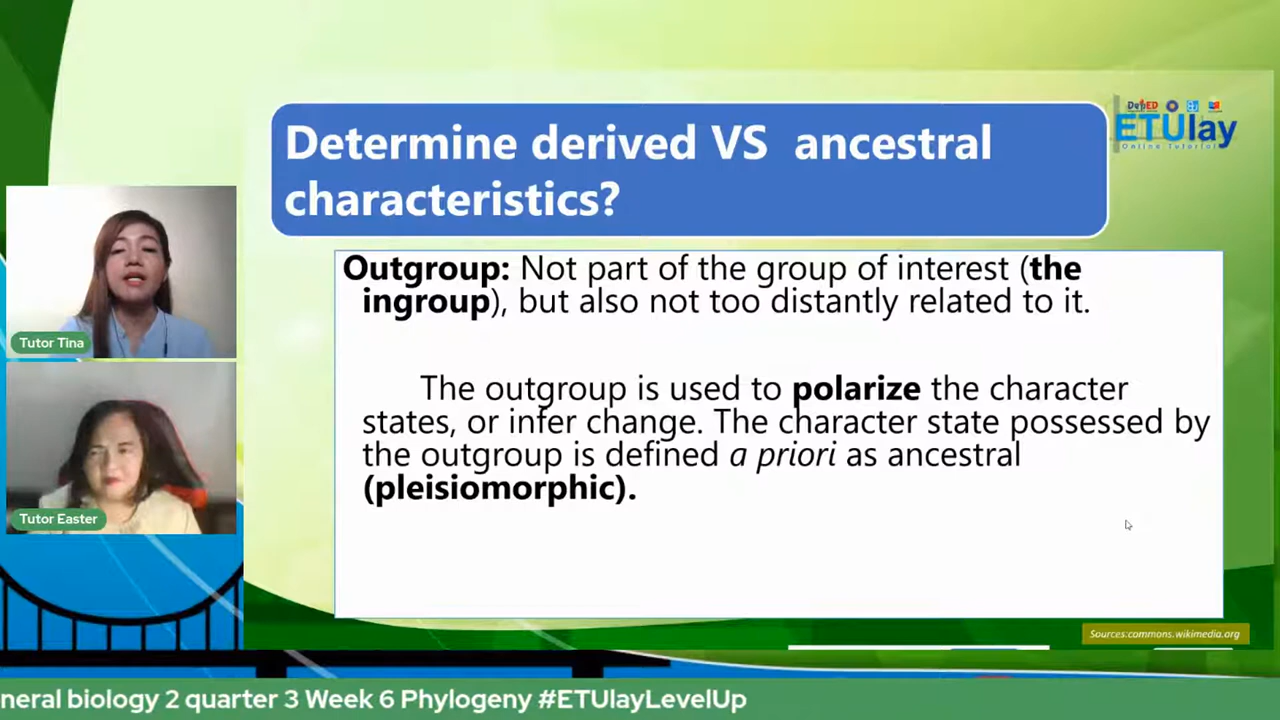 Determine derived VS ancestral
characteristics?
DepED
ETUlay
Online Tutorial
Outgroup: Not part of the group of interest (the
ingroup), but also not too distantly related to it.
The outgroup is used to polarize the character
states, or infer change. The character state possessed by
the outgroup is defined a priori as ancestral
(pleisiomorphic).
Tutor Tina
Tutor Easter
Sources:commons.wikimedia.org
neral biology 2 quarter 3 Week 6 Phylogeny #ETUlayLevelUp